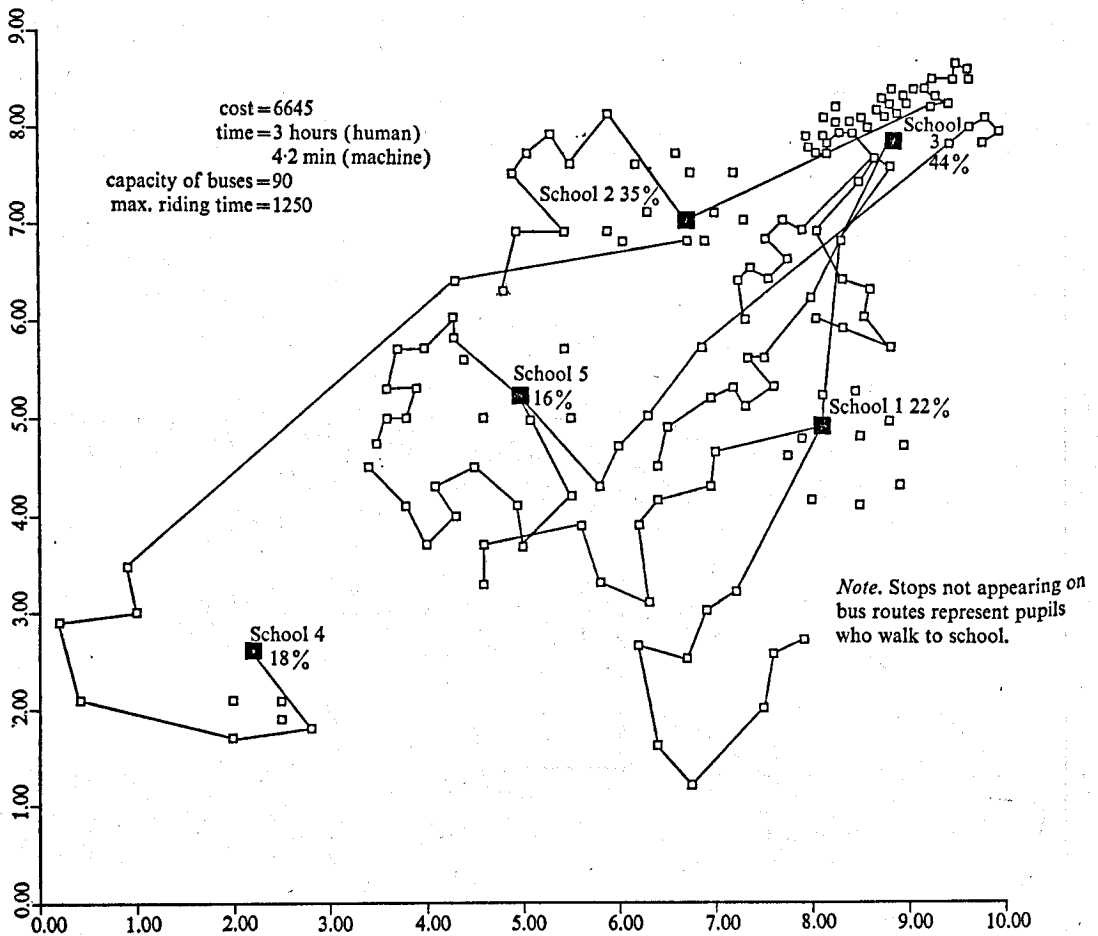 9.00
8.00
7.00
6.00
5.00
4.00
3.00
2.00
1.00
0.00
cost=6645
time=3 hours (human)
4·2 min (machine)
capacity of buses=90
max. riding time=1250
School
3
44%
School 2 35%
School 5
16%
School 1 22%
School 4
18%
Note. Stops not appearing on
bus routes represent pupils
who walk to school.
0.00 1.00 2.00 3.00 4.00 5.00 6.00 7.00 8.00 9.00 10.00